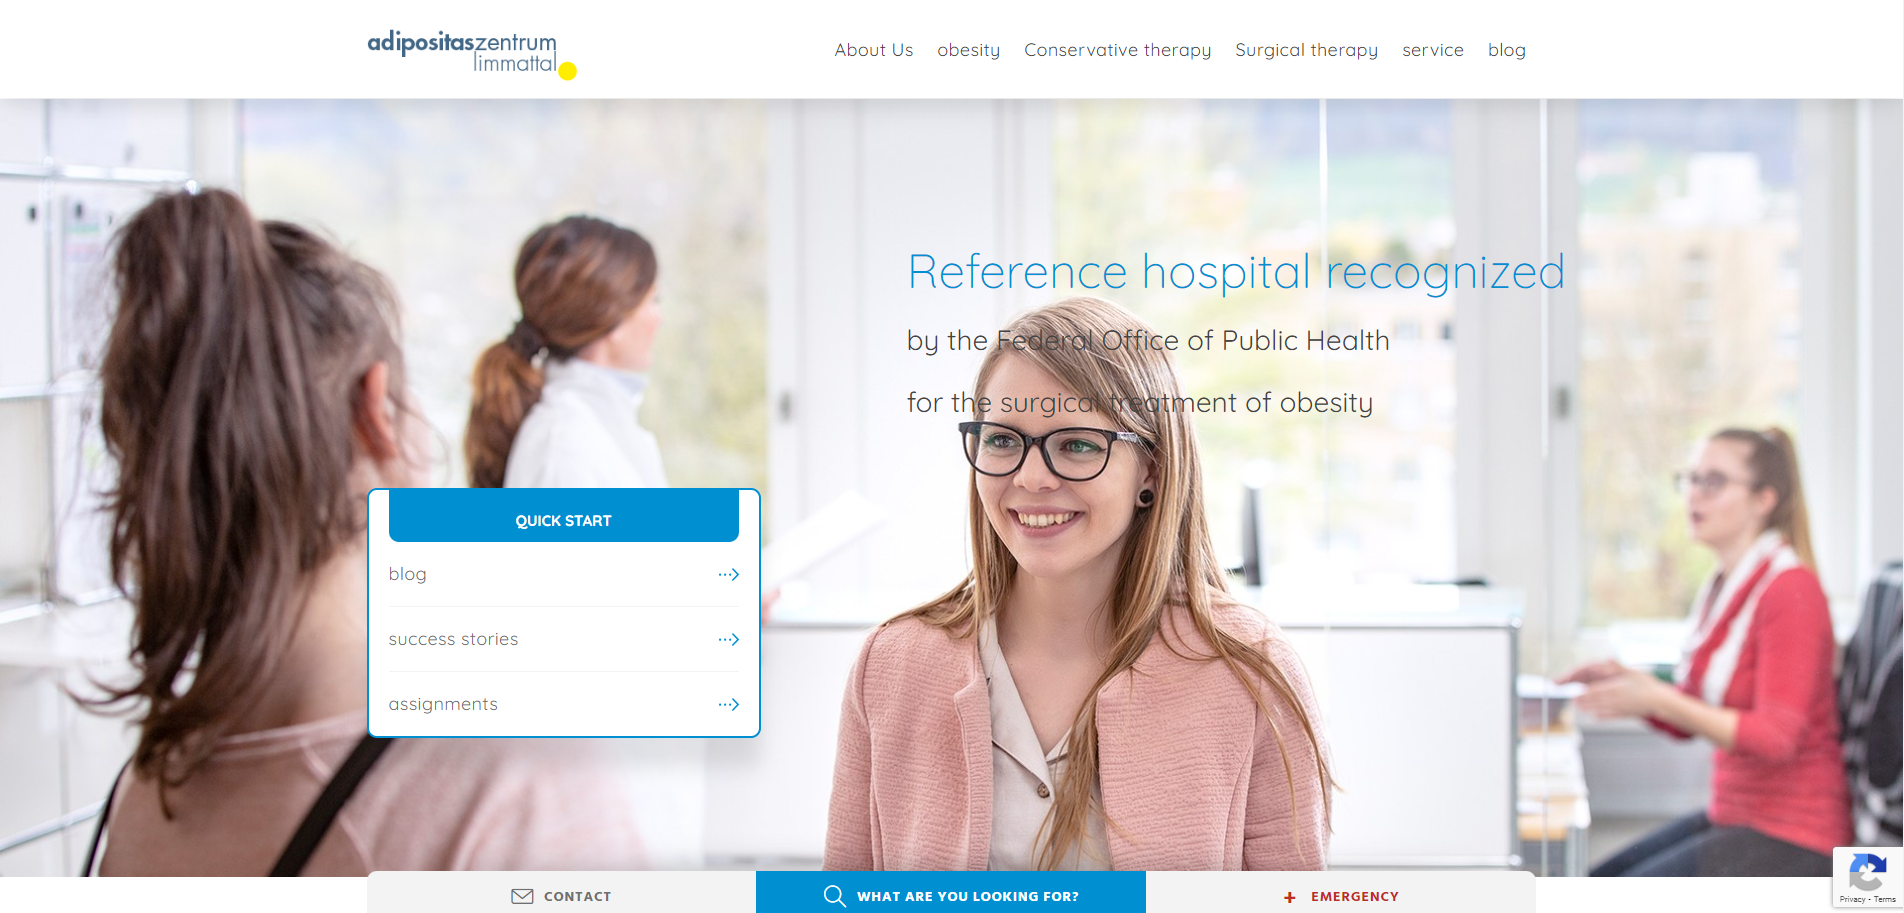 adipositaszentrum
limmattal
About Us obesity Conservative therapy Surgical therapy service blog
Reference hospital recognized
by the Federal Office of Public Health
for the surgical treatment of obesity
QUICK START
blog
success stories
assignments
CONTACT WHAT ARE YOU LOOKING FOR? + EMERGENCY
Privacy - Terms